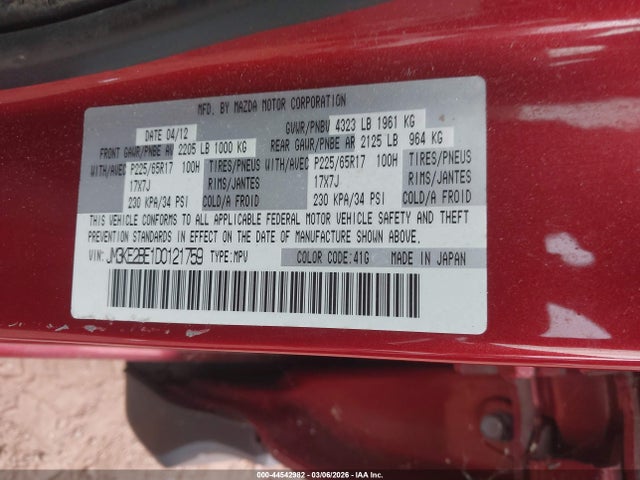 MFD. BY MAZDA MOTOR CORPORATION
DATE 04/12 GVWR/PNBV 4323 LB 1961 KG
FRONT GAWR/PNBE AV 2205 LB 1000 KG REAR GAWR/PNBE AR 2125 LB 964 KG
WITH/AVEC P225/65R17 100H TIRES/PNEUS WITH/AVEC P225/65R17 100H TIRES/PNEUS
17X7J RIMS/JANTES 17X7J RIMS/JANTES
230 KPA/34 PSI COLD/A FROID 230 KPA/34 PSI COLD/A FROID
THIS VEHICLE CONFORMS TO ALL APPLICABLE FEDERAL MOTOR VEHICLE SAFETY AND THEFT
PREVENTION STANDARDS IN EFFECT ON THE DATE OF MANUFACTURE SHOWN ABOVE.
VIN: JM3KE2BE1D0121759 TYPE:MPV COLOR CODE:41G MADE IN JAPAN
000-44542982 - 03/06/2026 - IAA Inc.